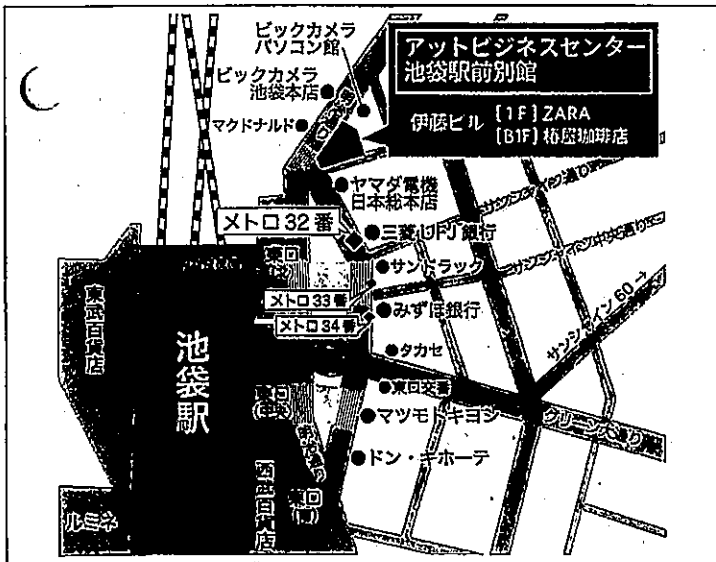 ビックカメラ
パソコン館
アットビジネスセンター
池袋駅前別館
伊藤ビル [1F] ZARA
[B1F] 椿屋珈琲店
ビックカメラ
池袋本店
マクドナルド
ヤマダ電機
日本総本店
メトロ32番
三菱UFJ銀行
東口
サンドラッグ
メトロ33番
メトロ34番
みずほ銀行
サンシャイン60→
タカセ
東武百貨店
池袋駅
東口交番
東口
マツモトキヨシ
グリーン大通り
ドン・キホーテ
西武百貨店
東口
(南)
ルミネ